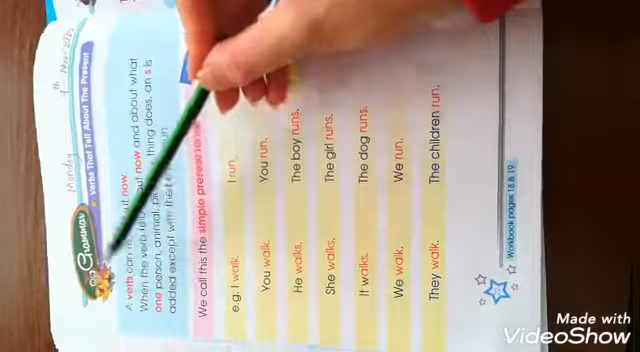 Monday
Grammar
Verbs That Tell About The Present
A verb can now.
When the verb now and about what
one person, animal, thing does, an s is
added except with the
We call this the simple present
e.g. I walk. I run.
You walk. You run.
He walks. The boy runs.
She walks. The girl runs.
It walks. The dog runs.
We walk. We run.
They walk. The children run.
Workbook pages 18 & 19
Made with
VideoShow